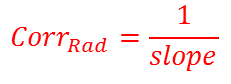 Corr_Rad = 1/slope